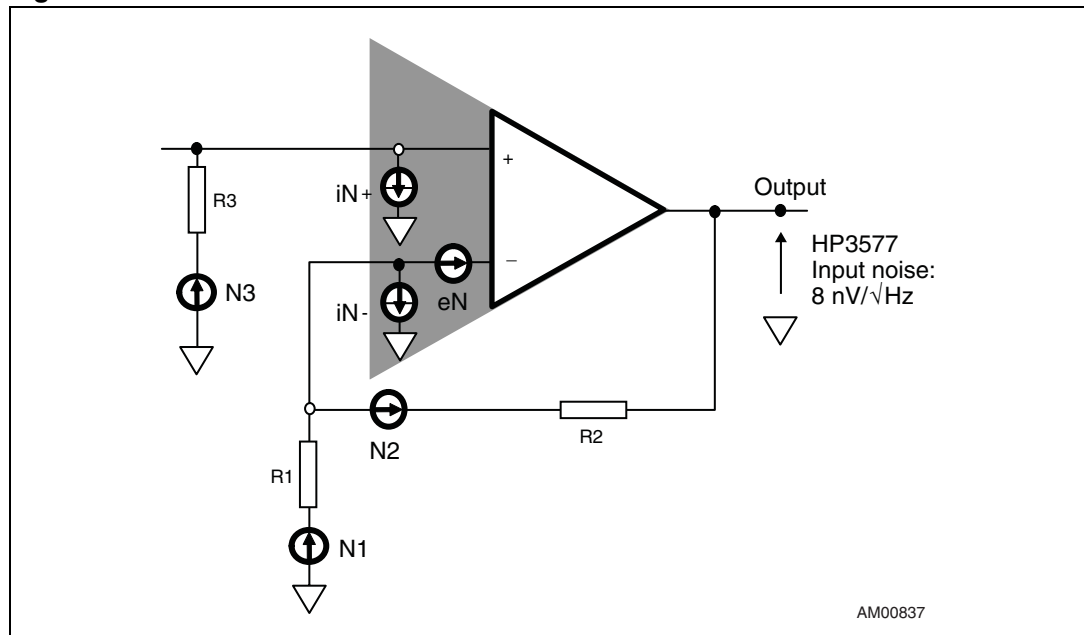 +
R3
iN+
Output
HP3577
Input noise:
8 nV/√Hz
N3
−
eN
iN-
N2
R2
R1
N1
AM00837